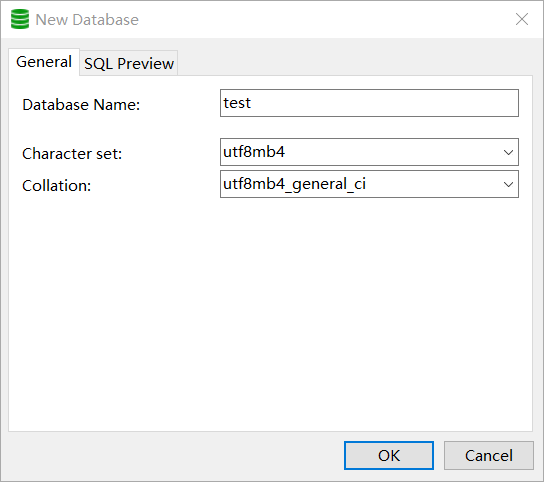 New Database
General SQL Preview
Database Name: test
Character set: utf8mb4
Collation: utf8mb4_general_ci
OK Cancel